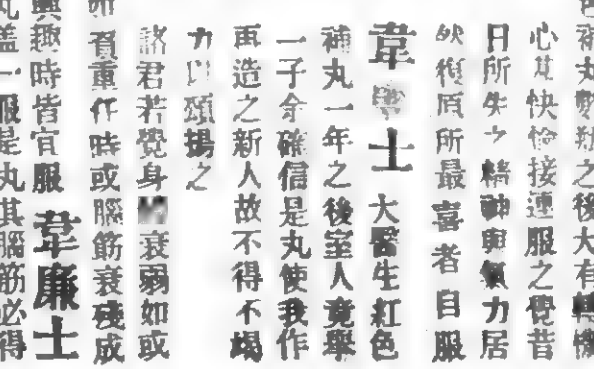 補丸數瓶之後大有轉機
心甚快愉接連服之覺昔
日所失之精神與氣力居
然復原所最喜者自服
韋廉士大醫生紅色
補丸一年之後室人竟舉
一子余確信是丸使我作
再造之新人故不得不竭
力以頌揚之
諸君若覺身體衰弱如或
有負重任時或腦筋衰殘或
興趣時皆宜服韋廉士
丸蓋一服是丸其腦筋必得